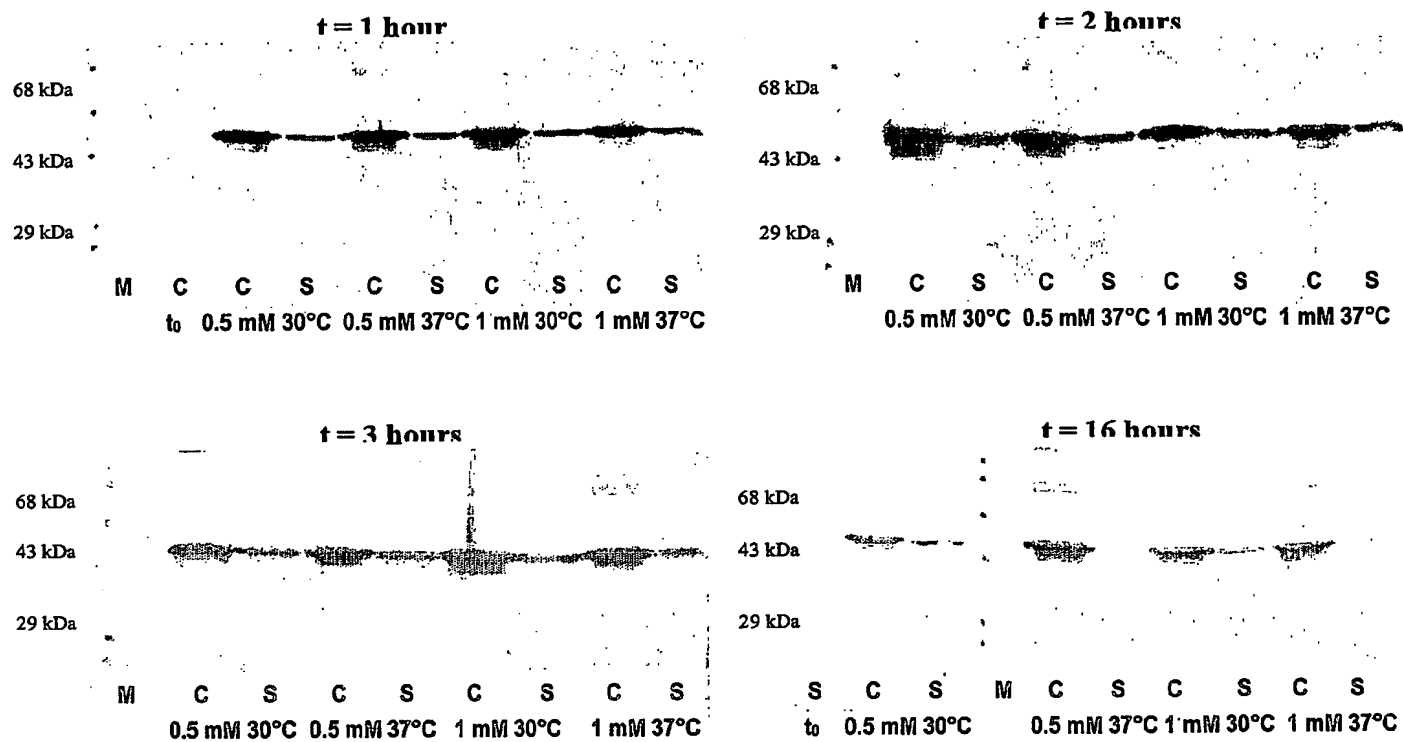 t = 1 hour
68 kDa
43 kDa
29 kDa
M C C S C S C S C S
t0 0.5 mM 30°C 0.5 mM 37°C 1 mM 30°C 1 mM 37°C
t = 2 hours
68 kDa
43 kDa
29 kDa
M C S C S C S C S
0.5 mM 30°C 0.5 mM 37°C 1 mM 30°C 1 mM 37°C
t = 3 hours
68 kDa
43 kDa
29 kDa
M C S C S C S C S
0.5 mM 30°C 0.5 mM 37°C 1 mM 30°C 1 mM 37°C
t = 16 hours
68 kDa
43 kDa
29 kDa
S C S M C S C S C S
t0 0.5 mM 30°C 0.5 mM 37°C 1 mM 30°C 1 mM 37°C